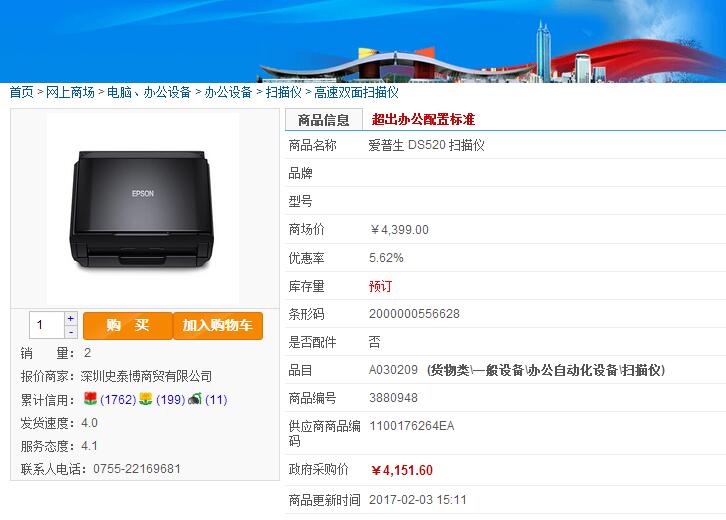 首页 > 网上商场 > 电脑、办公设备 > 办公设备 > 扫描仪 > 高速双面扫描仪
EPSON
1
+
-
购 买
加入购物车
销 量： 2
报价商家： 深圳史泰博商贸有限公司
累计信用： (1762) (199) (11)
发货速度： 4.0
服务态度： 4.1
联系人电话： 0755-22169681
商品信息 超出办公配置标准
商品名称 爱普生 DS520 扫描仪
品牌
型号
商场价 ￥4,399.00
优惠率 5.62%
库存量 预订
条形码 2000000556628
是否配件 否
品目 A030209 (货物类\一般设备\办公自动化设备\扫描仪)
商品编号 3880948
供应商商品编码 1100176264EA
政府采购价 ￥4,151.60
商品更新时间 2017-02-03 15:11